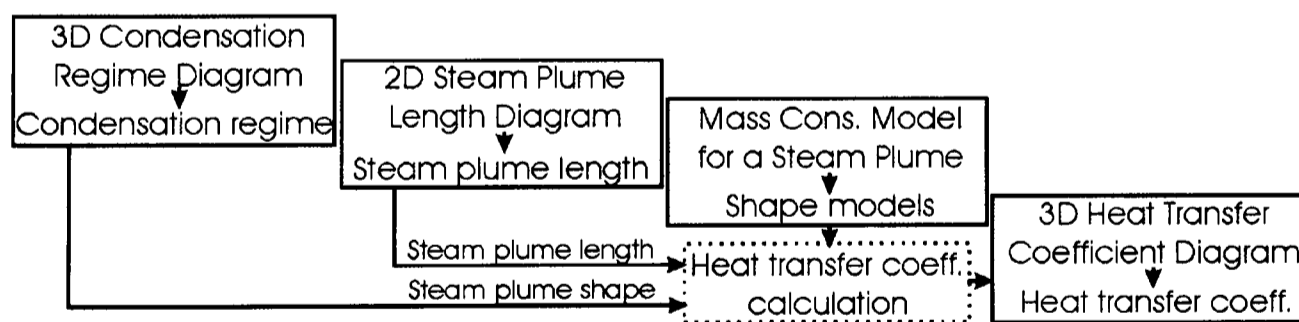 3D Condensation
Regime Diagram
Condensation regime
2D Steam Plume
Length Diagram
Steam plume length
Mass Cons. Model
for a Steam Plume
Shape models
3D Heat Transfer
Coefficient Diagram
Heat transfer coeff.
Steam plume length
Steam plume shape
Heat transfer coeff.
calculation